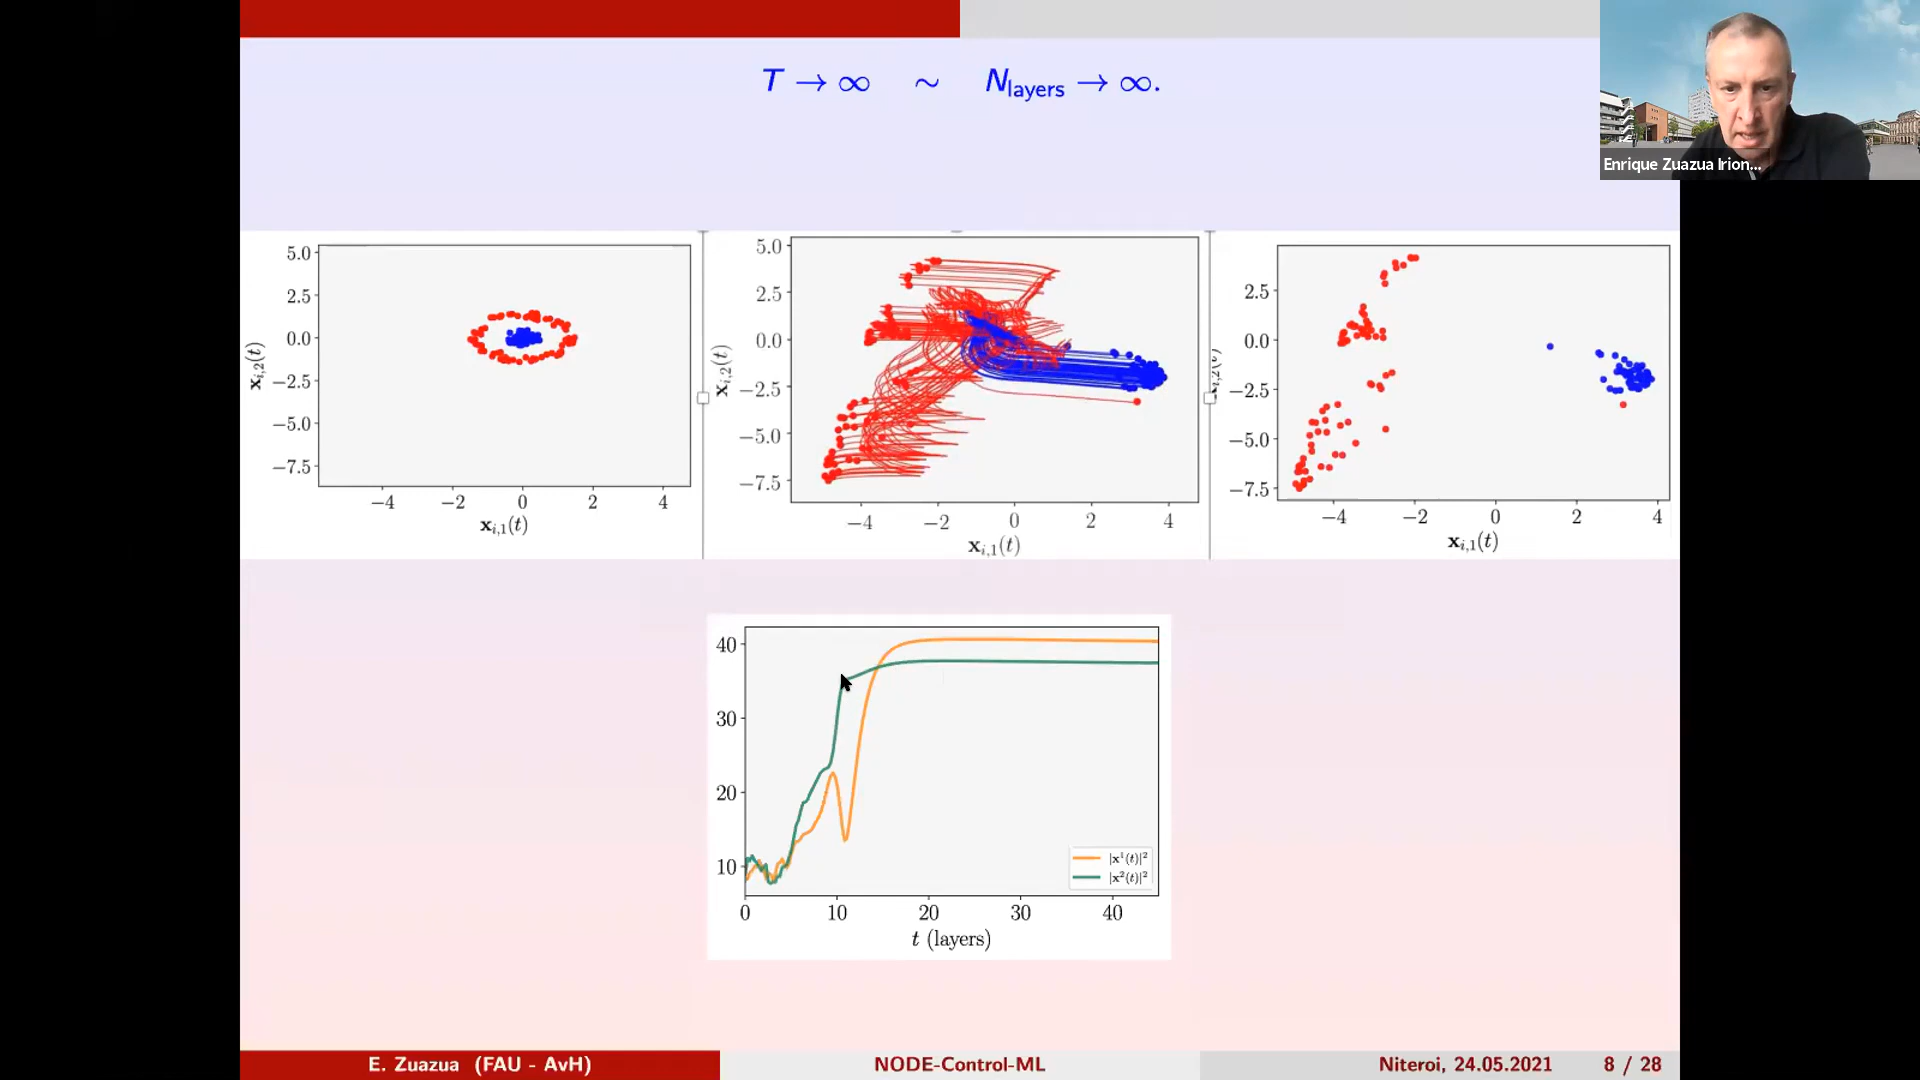 T → ∞ ∼ N_layers → ∞.
Enrique Zuazua Irion...
5.0
2.5
0.0
−2.5
−5.0
−7.5
x_{i,2}(t)
−4 −2 0 2 4
x_{i,1}(t)
5.0
2.5
0.0
−2.5
−5.0
−7.5
x_{i,2}(t)
−4 −2 0 2 4
x_{i,1}(t)
2.5
0.0
−2.5
−5.0
−7.5
−4 −2 0 2 4
x_{i,1}(t)
40
30
20
10
|x¹(t)|²
|x²(t)|²
0 10 20 30 40
t (layers)
E. Zuazua (FAU - AvH) NODE-Control-ML Niteroi, 24.05.2021 8 / 28